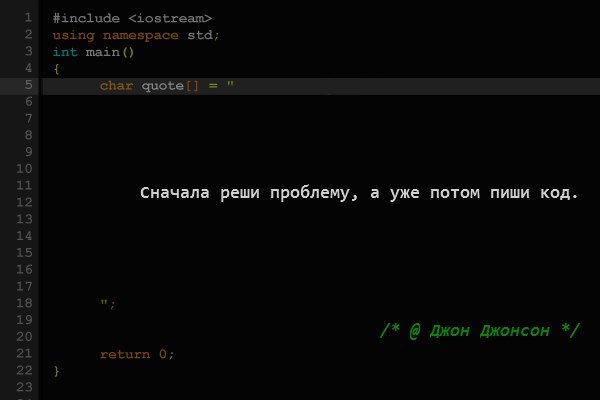 1 #include <iostream>
2 using namespace std;
3 int main()
4 {
5 char quote[] = "
6
7
8
9
10
11 Сначала реши проблему, а уже потом пиши код.
12
13
14
15
16
17
18 ";
19
20 /* @ Джон Джонсон */
21 return 0;
22 }
23